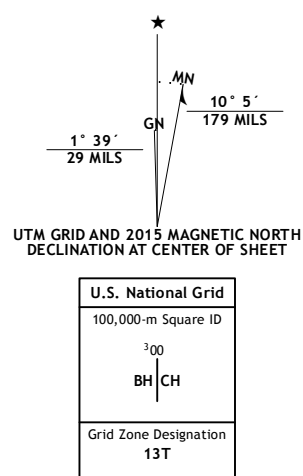 ★
MN
GN
10° 5´
179 MILS
1° 39´
29 MILS
UTM GRID AND 2015 MAGNETIC NORTH
DECLINATION AT CENTER OF SHEET
U.S. National Grid
100,000-m Square ID
³00
BH CH
Grid Zone Designation
13T